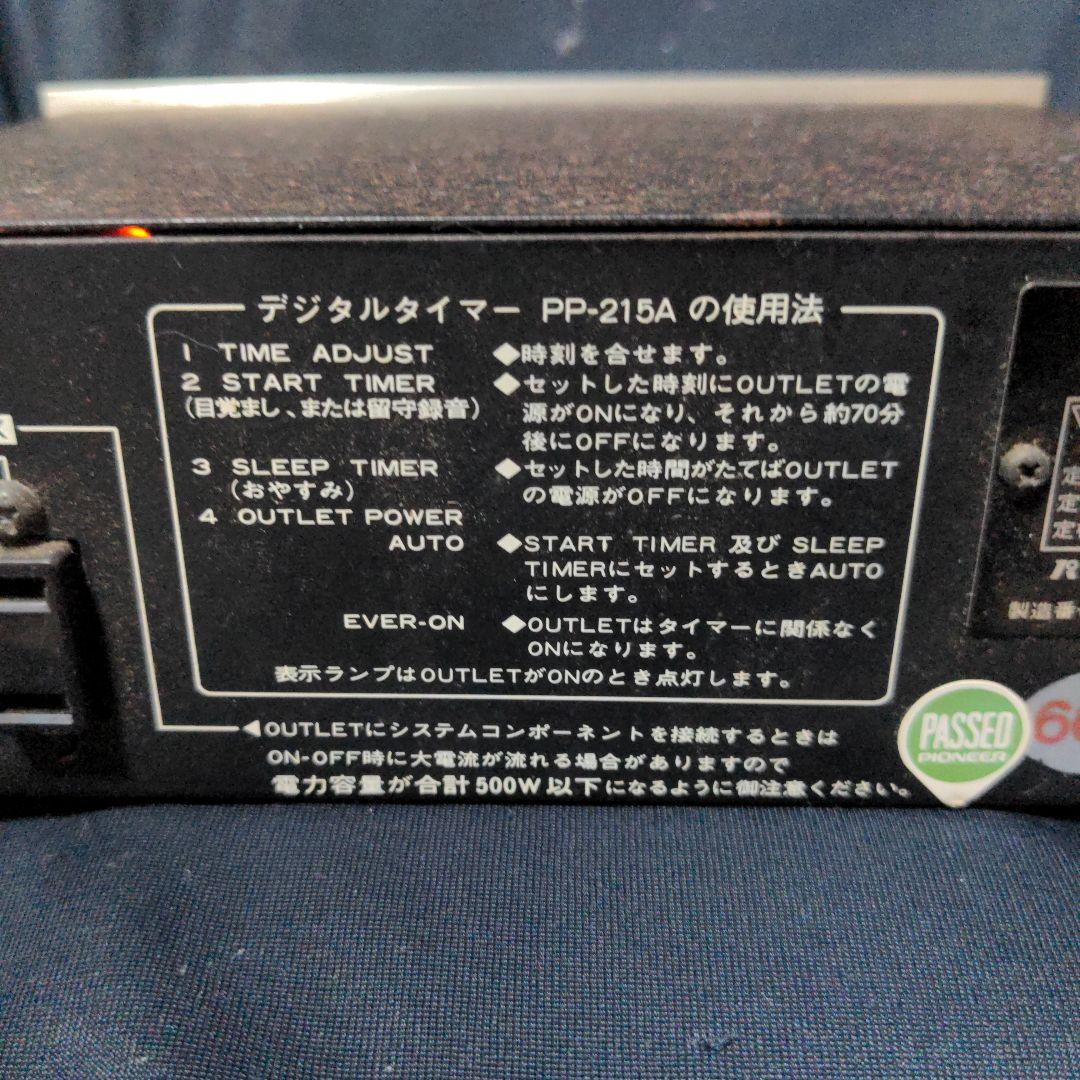 デジタルタイマー PP-215A の使用法
1 TIME ADJUST ◆時刻を合せます。
2 START TIMER ◆セットした時刻にOUTLETの電
(目覚まし、または留守録音) 源がONになり、それから約70分
後にOFFになります。
3 SLEEP TIMER ◆セットした時間がたてばOUTLET
(おやすみ) の電源がOFFになります。
4 OUTLET POWER
AUTO ◆START TIMER 及び SLEEP
TIMERにセットするときAUTO
にします。
EVER-ON ◆OUTLETはタイマーに関係なく
ONになります。
表示ランプはOUTLETがONのとき点灯します。
◀OUTLETにシステムコンポーネントを接続するときは
ON-OFF時に大電流が流れる場合がありますので
電力容量が合計500W以下になるように御注意ください。
PASSED
PIONEER
定
定
定
製造番